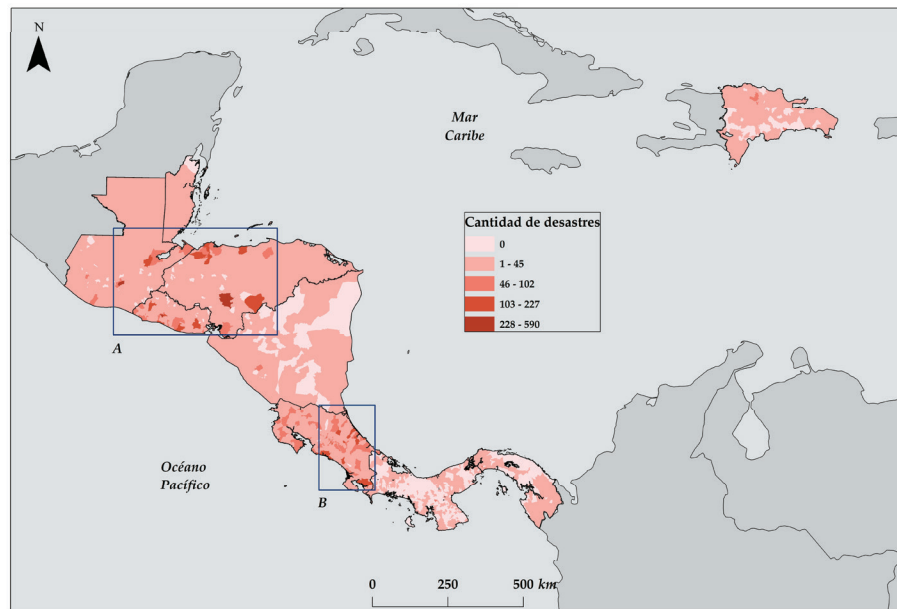 N
Mar
Caribe
Cantidad de desastres
0
1 - 45
46 - 102
103 - 227
228 - 590
A
Océano
Pacífico
B
0 250 500 km